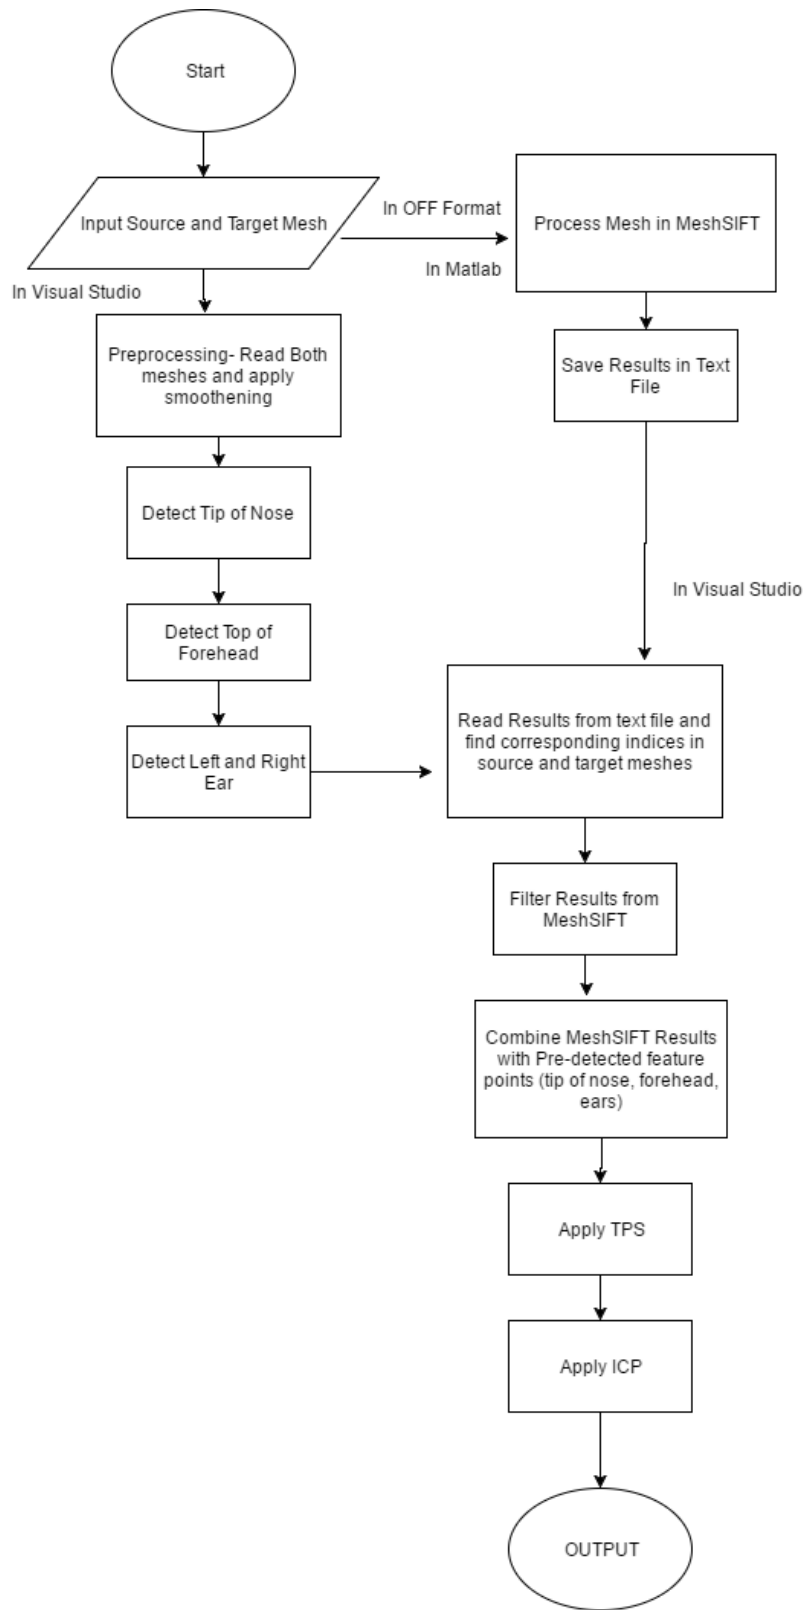 Start
Input Source and Target Mesh
In OFF Format
In Matlab
Process Mesh in MeshSIFT
In Visual Studio
Preprocessing- Read Both
meshes and apply
smoothening
Save Results in Text
File
Detect Tip of Nose
In Visual Studio
Detect Top of
Forehead
Detect Left and Right
Ear
Read Results from text file and
find corresponding indices in
source and target meshes
Filter Results from
MeshSIFT
Combine MeshSIFT Results
with Pre-detected feature
points (tip of nose, forehead,
ears)
Apply TPS
Apply ICP
OUTPUT